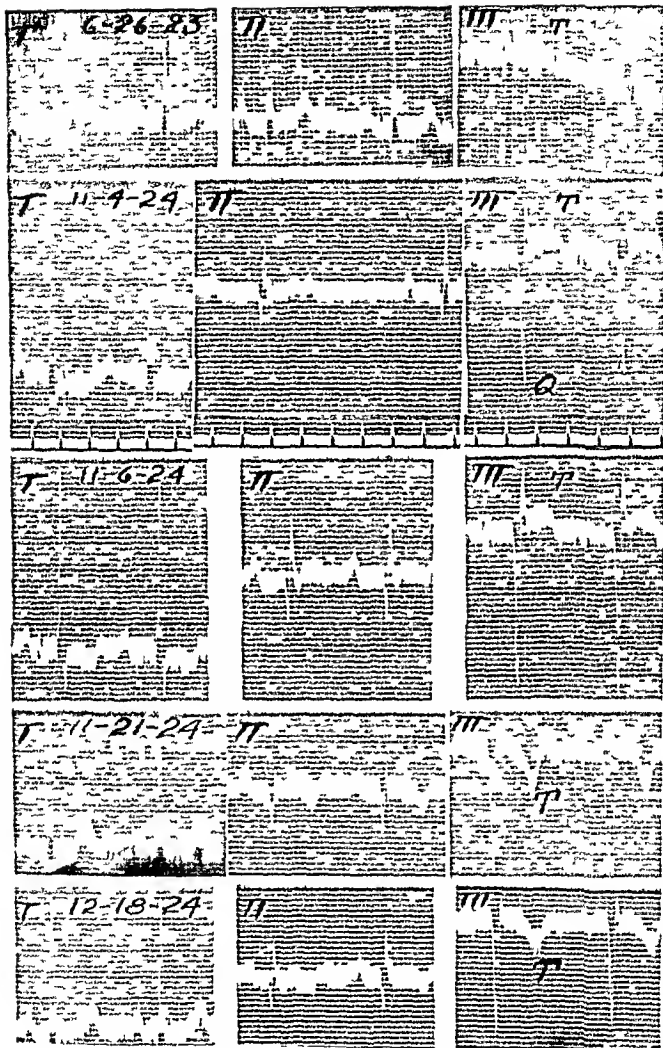 I 6-26-23 II III T
I 11-4-24 II III T
Q
I 11-6-24 II III T
I 11-21-24 II III
T
I 12-18-24 II III
T